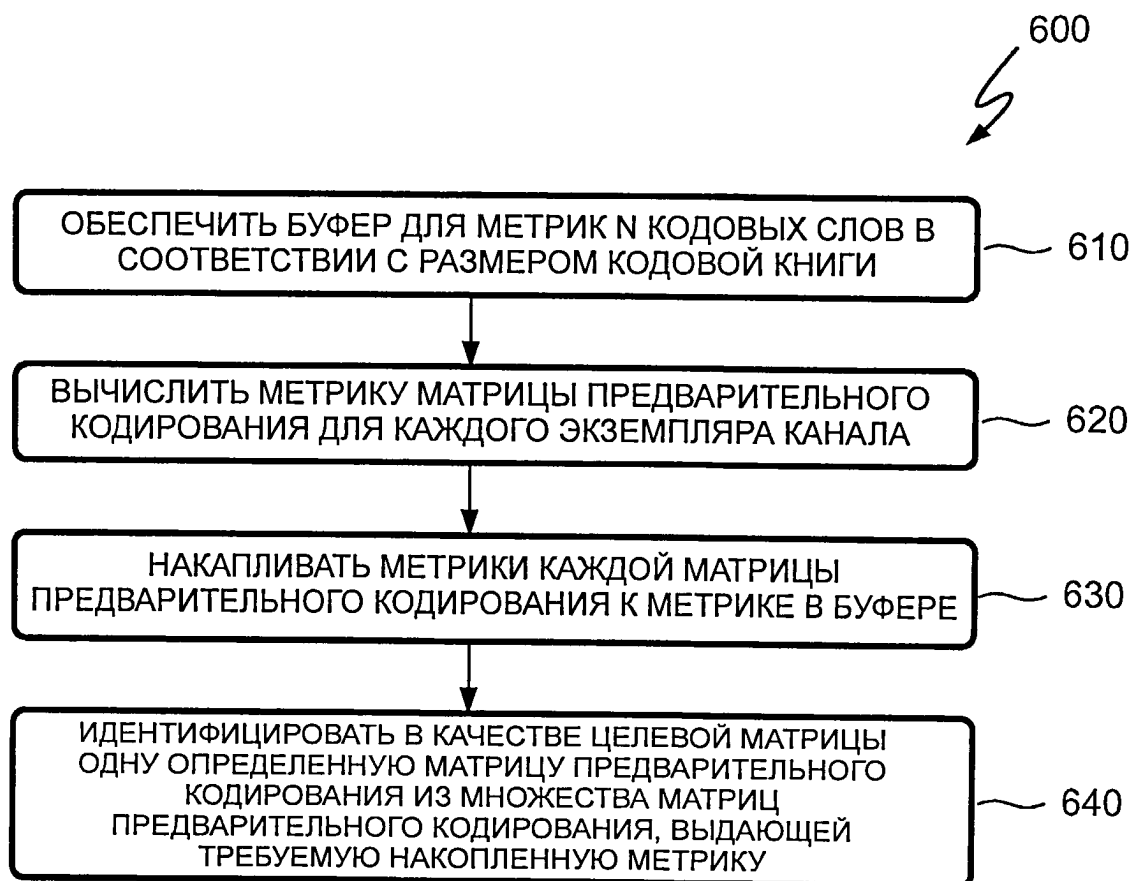 600
ОБЕСПЕЧИТЬ БУФЕР ДЛЯ МЕТРИК N КОДОВЫХ СЛОВ В
СООТВЕТСТВИИ С РАЗМЕРОМ КОДОВОЙ КНИГИ
610
ВЫЧИСЛИТЬ МЕТРИКУ МАТРИЦЫ ПРЕДВАРИТЕЛЬНОГО
КОДИРОВАНИЯ ДЛЯ КАЖДОГО ЭКЗЕМПЛЯРА КАНАЛА
620
НАКАПЛИВАТЬ МЕТРИКИ КАЖДОЙ МАТРИЦЫ
ПРЕДВАРИТЕЛЬНОГО КОДИРОВАНИЯ К МЕТРИКЕ В БУФЕРЕ
630
ИДЕНТИФИЦИРОВАТЬ В КАЧЕСТВЕ ЦЕЛЕВОЙ МАТРИЦЫ
ОДНУ ОПРЕДЕЛЕННУЮ МАТРИЦУ ПРЕДВАРИТЕЛЬНОГО
КОДИРОВАНИЯ ИЗ МНОЖЕСТВА МАТРИЦ
ПРЕДВАРИТЕЛЬНОГО КОДИРОВАНИЯ, ВЫДАЮЩЕЙ
ТРЕБУЕМУЮ НАКОПЛЕННУЮ МЕТРИКУ
640